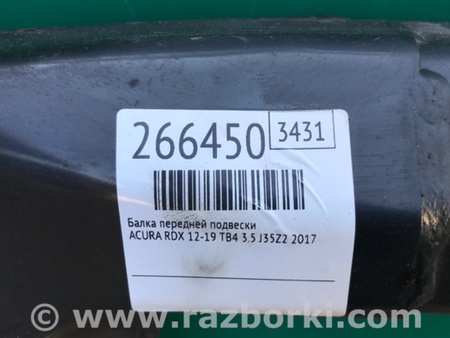 266450 3431
Балка передней подвески
ACURA RDX 12-19 TB4 3.5 J35Z2 2017
© www.razborki.com